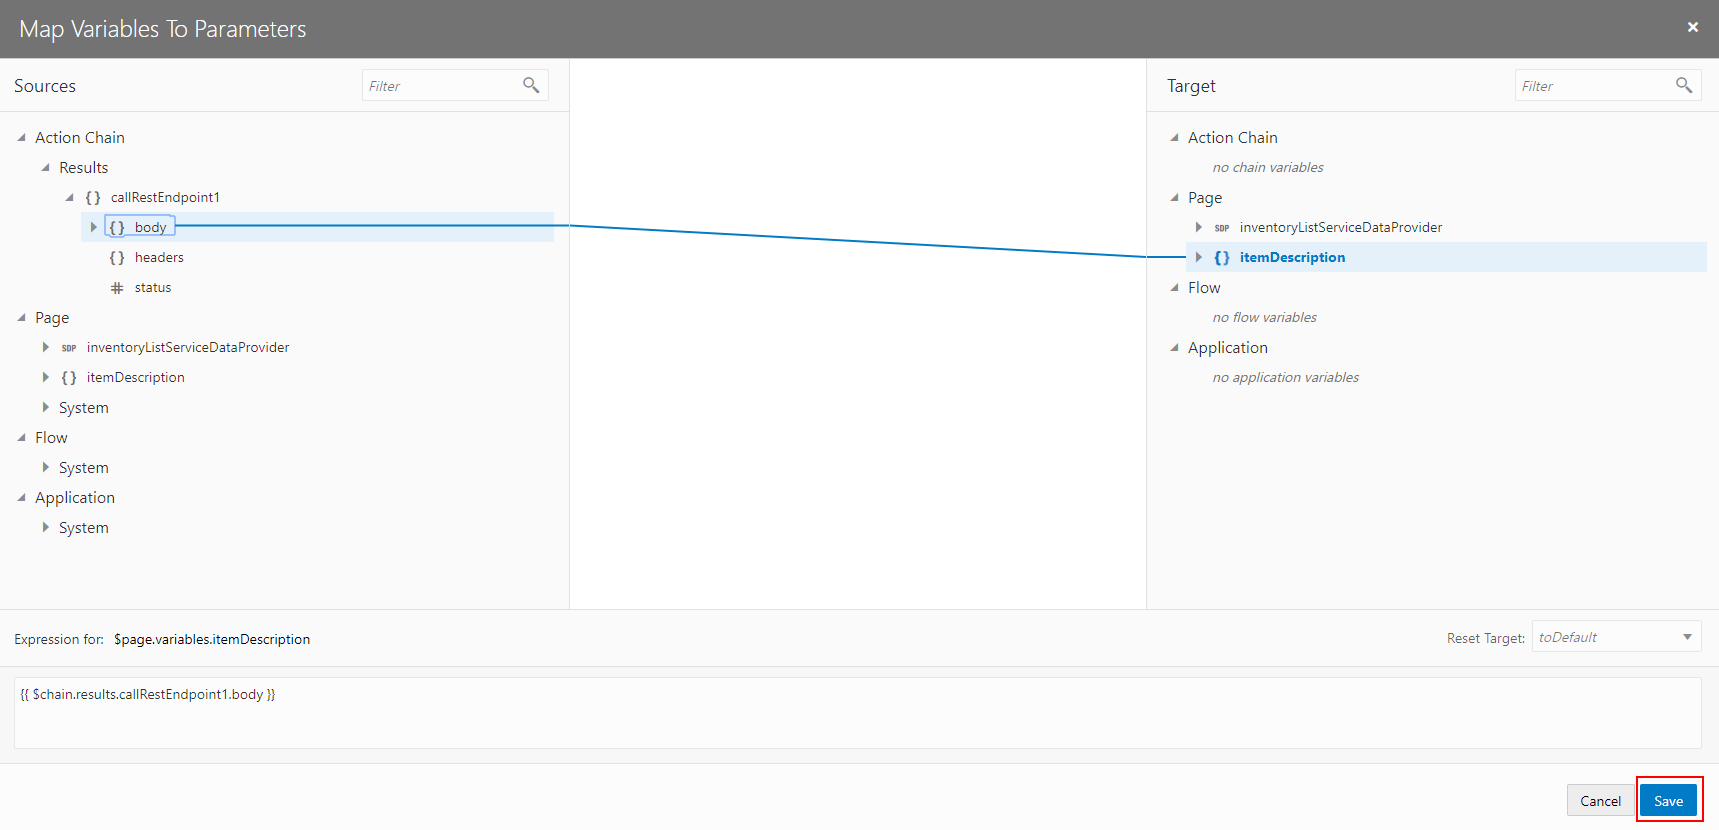 Map Variables To Parameters
×
Sources
Filter
Action Chain
Results
{} callRestEndpoint1
{} body
{} headers
# status
Page
SDP inventoryListServiceDataProvider
{} itemDescription
System
Flow
System
Application
System
Target
Filter
Action Chain
no chain variables
Page
SDP inventoryListServiceDataProvider
{} itemDescription
Flow
no flow variables
Application
no application variables
Expression for: $page.variables.itemDescription
Reset Target: toDefault
{{ $chain.results.callRestEndpoint1.body }}
Cancel
Save